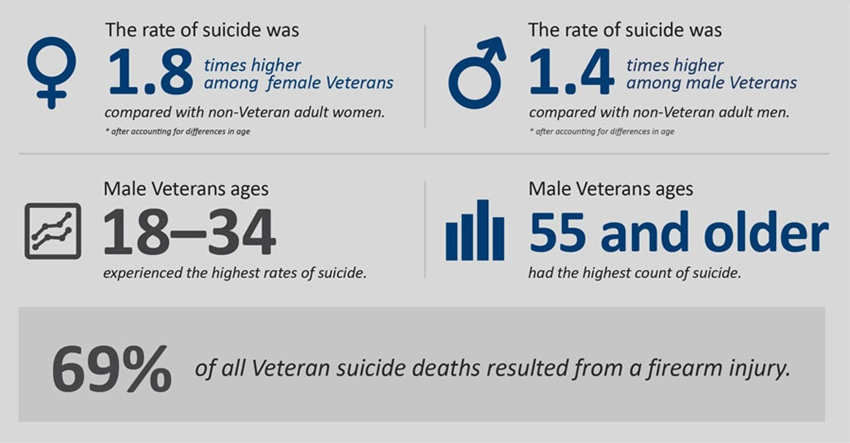 The rate of suicide was
1.8 times higher
among female Veterans
compared with non-Veteran adult women.
* after accounting for differences in age
The rate of suicide was
1.4 times higher
among male Veterans
compared with non-Veteran adult men.
* after accounting for differences in age
Male Veterans ages
18–34
experienced the highest rates of suicide.
Male Veterans ages
55 and older
had the highest count of suicide.
69% of all Veteran suicide deaths resulted from a firearm injury.